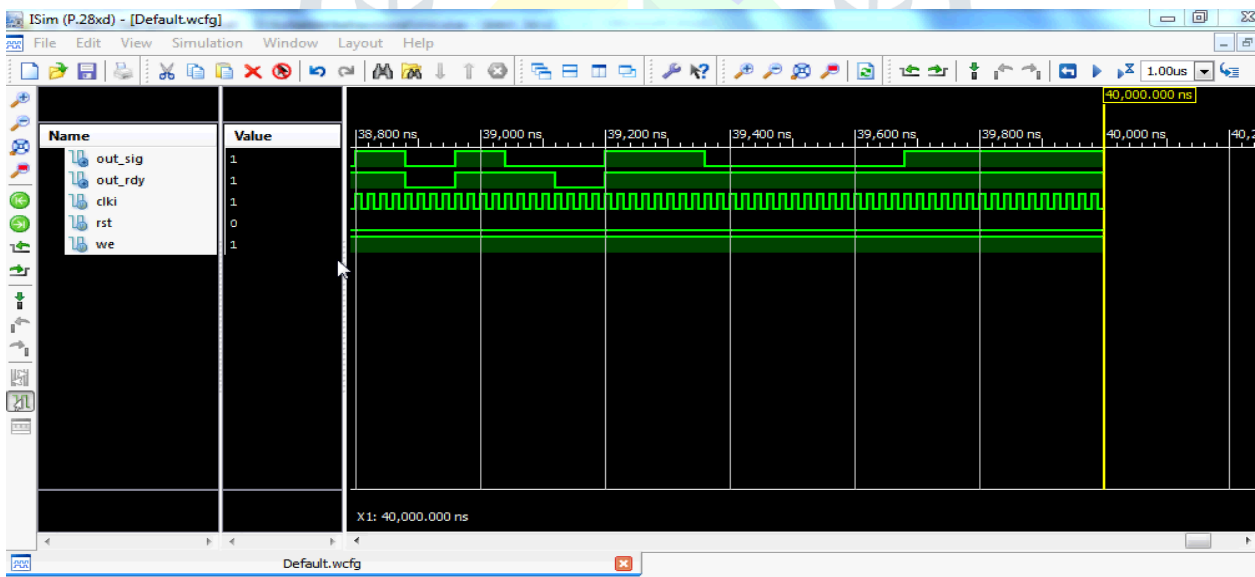 ISim (P.28xd) - [Default.wcfg]
File Edit View Simulation Window Layout Help
1.00us
40,000.000 ns
Name Value
38,800 ns 39,000 ns 39,200 ns 39,400 ns 39,600 ns 39,800 ns 40,000 ns 40,2
out_sig 1
out_rdy 1
clki 1
rst 0
we 1
X1: 40,000.000 ns
Default.wcfg